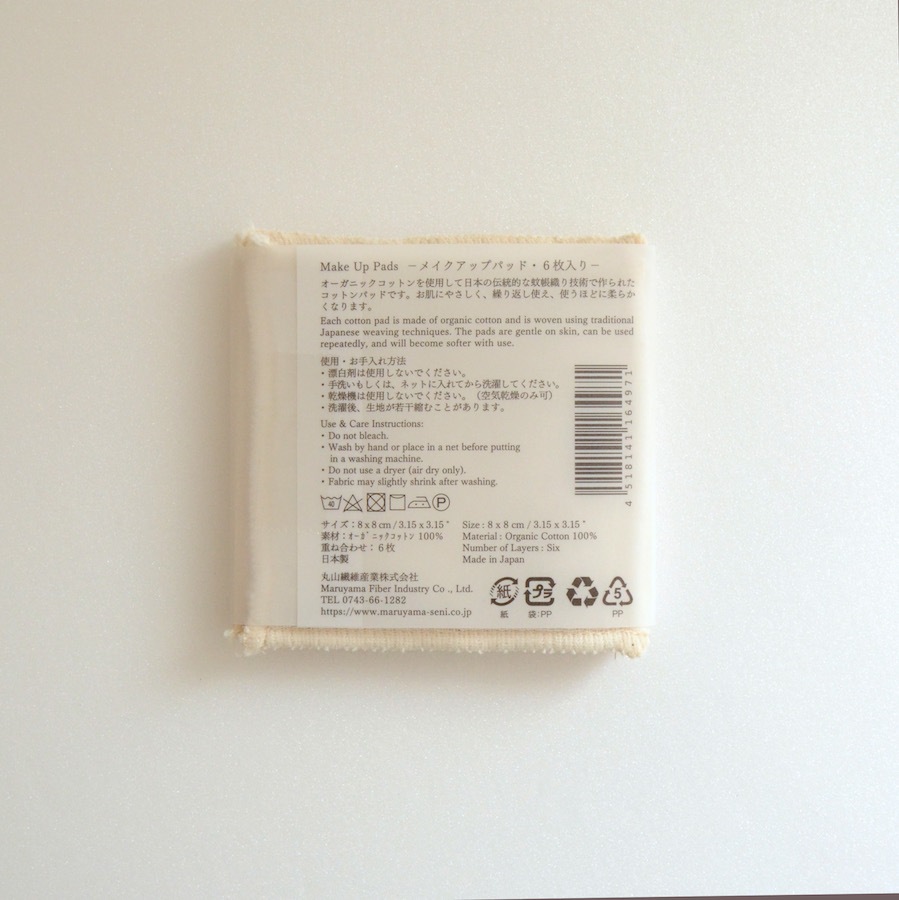 Make Up Pads －メイクアップパッド・６枚入り－
オーガニックコットンを使用して日本の伝統的な蚊帳織り技術で作られた
コットンパッドです。お肌にやさしく、繰り返し使え、使うほどに柔らか
くなります。
Each cotton pad is made of organic cotton and is woven using traditional
Japanese weaving techniques. The pads are gentle on skin, can be used
repeatedly, and will become softer with use.
使用・お手入れ方法
・漂白剤は使用しないでください。
・手洗いもしくは、ネットに入れてから洗濯してください。
・乾燥機は使用しないでください。（空気乾燥のみ可）
・洗濯後、生地が若干縮むことがあります。
Use & Care Instructions:
・Do not bleach.
・Wash by hand or place in a net before putting
in a washing machine.
・Do not use a dryer (air dry only).
・Fabric may slightly shrink after washing.
4 518141 164971
40
P
サイズ：8 x 8 cm / 3.15 x 3.15 "
素材：ｵｰｶﾞﾆｯｸコットン 100%
重ね合わせ：６枚
日本製
Size : 8 x 8 cm / 3.15 x 3.15 "
Material : Organic Cotton 100%
Number of Layers : Six
Made in Japan
丸山繊維産業株式会社
Maruyama Fiber Industry Co ., Ltd.
TEL 0743-66-1282
https://www.maruyama-seni.co.jp
紙
プラ
5
紙
袋:PP
PP